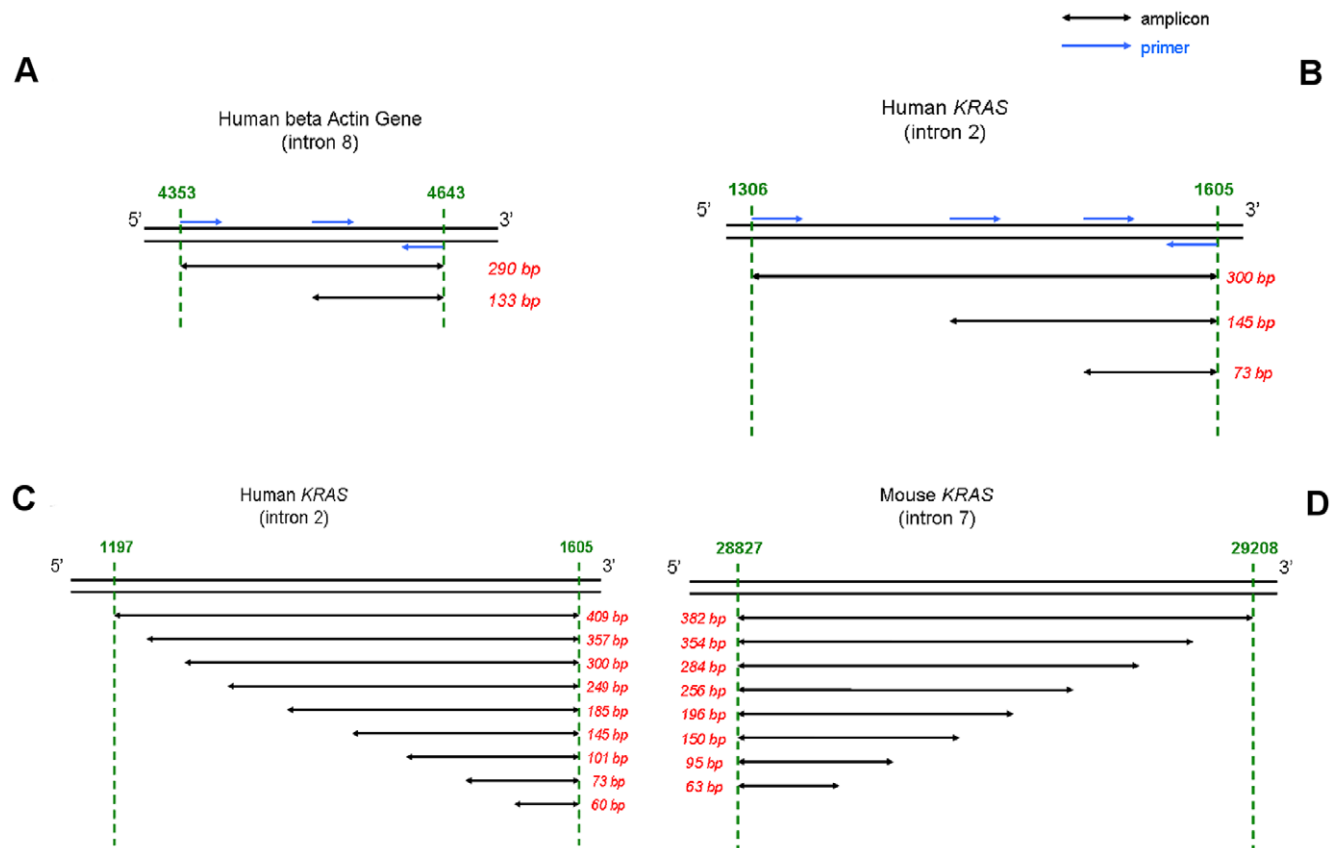 amplicon
primer
A
B
Human beta Actin Gene
(intron 8)
4353
4643
5’
3’
290 bp
133 bp
Human KRAS
(intron 2)
1306
1605
5’
3’
300 bp
145 bp
73 bp
C
Human KRAS
(intron 2)
1197
1605
5’
3’
409 bp
357 bp
300 bp
249 bp
185 bp
145 bp
101 bp
73 bp
60 bp
D
Mouse KRAS
(intron 7)
28827
29208
5’
3’
382 bp
354 bp
284 bp
256 bp
196 bp
150 bp
95 bp
63 bp